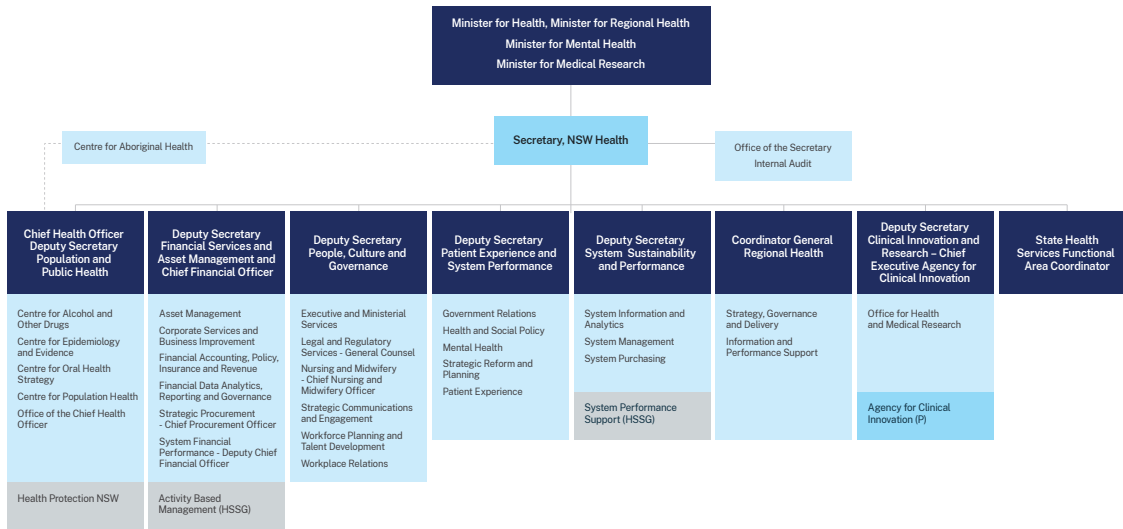 Minister for Health, Minister for Regional Health
Minister for Mental Health
Minister for Medical Research
Secretary, NSW Health
Centre for Aboriginal Health
Office of the Secretary
Internal Audit
Chief Health Officer
Deputy Secretary
Population and
Public Health
Centre for Alcohol and
Other Drugs
Centre for Epidemiology
and Evidence
Centre for Oral Health
Strategy
Centre for Population Health
Office of the Chief Health
Officer
Health Protection NSW
Deputy Secretary
Financial Services and
Asset Management and
Chief Financial Officer
Asset Management
Corporate Services and
Business Improvement
Financial Accounting, Policy,
Insurance and Revenue
Financial Data Analytics,
Reporting and Governance
Strategic Procurement
- Chief Procurement Officer
System Financial
Performance - Deputy Chief
Financial Officer
Activity Based
Management (HSSG)
Deputy Secretary
People, Culture and
Governance
Executive and Ministerial
Services
Legal and Regulatory
Services - General Counsel
Nursing and Midwifery
- Chief Nursing and
Midwifery Officer
Strategic Communications
and Engagement
Workforce Planning and
Talent Development
Workplace Relations
Deputy Secretary
Patient Experience and
System Performance
Government Relations
Health and Social Policy
Mental Health
Strategic Reform and
Planning
Patient Experience
Deputy Secretary
System Sustainability
and Performance
System Information and
Analytics
System Management
System Purchasing
System Performance
Support (HSSG)
Coordinator General
Regional Health
Strategy, Governance
and Delivery
Information and
Performance Support
Deputy Secretary
Clinical Innovation and
Research – Chief
Executive Agency for
Clinical Innovation
Office for Health
and Medical Research
Agency for Clinical
Innovation (P)
State Health
Services Functional
Area Coordinator